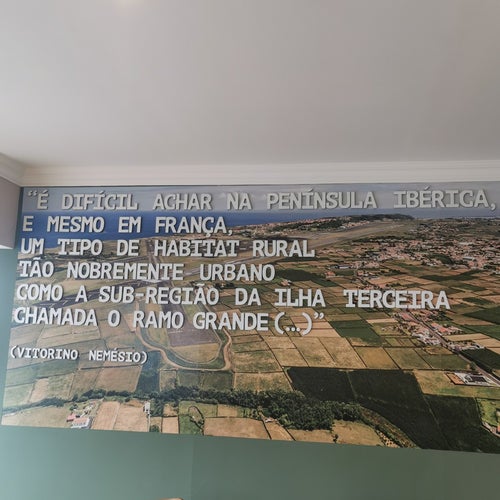 "É DIFÍCIL ACHAR NA PENÍNSULA IBÉRICA,
E MESMO EM FRANÇA,
UM TIPO DE HABITAT RURAL
TÃO NOBREMENTE URBANO
COMO A SUB-REGIÃO DA ILHA TERCEIRA
CHAMADA O RAMO GRANDE(...)"
(VITORINO NEMÉSIO)